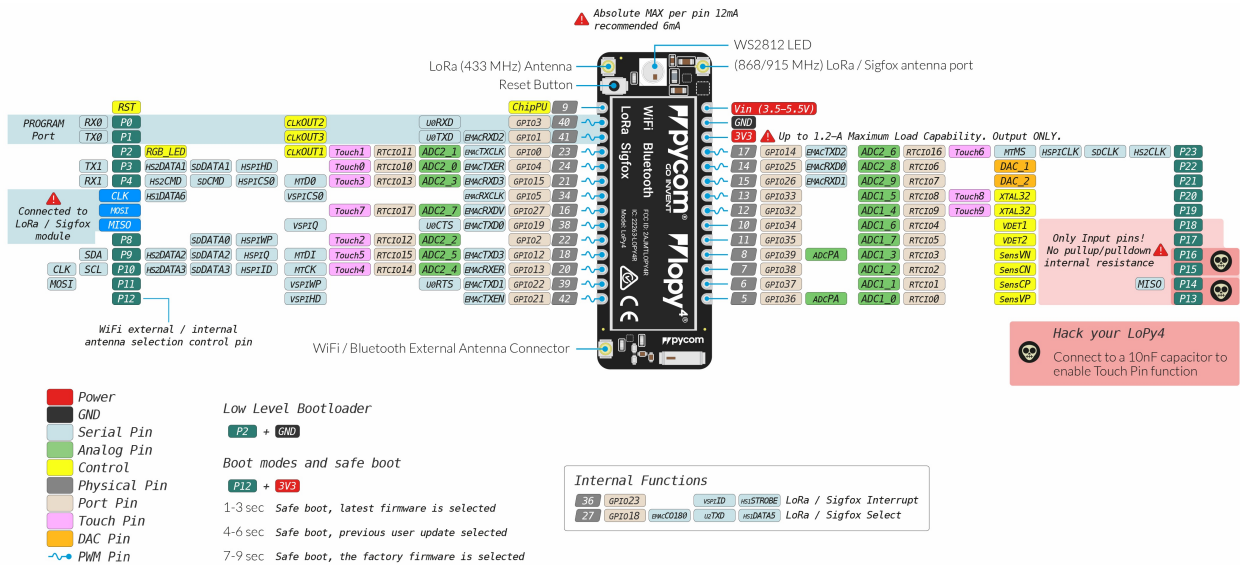 Absolute MAX per pin 12mA
recommended 6mA
WS2812 LED
LoRa (433 MHz) Antenna
(868/915 MHz) LoRa / Sigfox antenna port
Reset Button
RST ChipPU 9 Vin (3.5-5.5V)
PROGRAM Port
RX0 P0 CLKOUT2 U0RXD GPIO3 40 GND
TX0 P1 CLKOUT3 U0TXD EMACRXD2 GPIO1 41 3V3 Up to 1.2-A Maximum Load Capability. Output ONLY.
P2 RGB_LED CLKOUT1 Touch1 RTCIO11 ADC2_1 EMACTXCLK GPIO0 23 17 GPIO14 EMACTXD2 ADC2_6 RTCIO16 Touch6 MTMS HSPICLK SDCLK HS2CLK P23
TX1 P3 HS2DATA1 SDDATA1 HSPIHD Touch0 RTCIO10 ADC2_0 EMACTXER GPIO4 24 14 GPIO25 EMACRXD0 ADC2_8 RTCIO6 DAC_1 P22
RX1 P4 HS2CMD SDCMD HSPICS0 MTDO Touch3 RTCIO13 ADC2_3 EMACRXD3 GPIO15 21 15 GPIO26 EMACRXD1 ADC2_9 RTCIO7 DAC_2 P21
Connected to
LoRa / Sigfox
module
CLK HS1DATA6 VSPICS0 EMACRXCLK GPIO5 34 13 GPIO33 ADC1_5 RTCIO8 Touch8 XTAL32 P20
MOSI Touch7 RTCIO17 ADC2_7 EMACRXDV GPIO27 16 12 GPIO32 ADC1_4 RTCIO9 Touch9 XTAL32 P19
MISO VSPIQ U0CTS EMACTXD0 GPIO19 38 10 GPIO34 ADC1_6 RTCIO4 VDET1 P18
P8 SDDATA0 HSPIWP Touch2 RTCIO12 ADC2_2 GPIO2 22 11 GPIO35 ADC1_7 RTCIO5 VDET2 P17
SDA P9 HS2DATA2 SDDATA2 HSPIQ MTDI Touch5 RTCIO15 ADC2_5 EMACTXD3 GPIO12 18 8 GPIO39 ADCPA ADC1_3 RTCIO3 SensVN P16
CLK SCL P10 HS2DATA3 SDDATA3 HSPIID MTCK Touch4 RTCIO14 ADC2_4 EMACRXER GPIO13 20 7 GPIO38 ADC1_2 RTCIO2 SensCN P15
MOSI P11 VSPIWP U0RTS EMACTXD1 GPIO22 39 6 GPIO37 ADC1_1 RTCIO1 SensCP MISO P14
P12 VSPIHD EMACTXEN GPIO21 42 5 GPIO36 ADCPA ADC1_0 RTCIO0 SensVP P13
Only Input pins!
No pullup/pulldown
internal resistance
WiFi Bluetooth
LoRa Sigfox
pycom
GO INVENT
FCC ID: 2AJMTLOPY4R
IC: 22263-LOPY4R
Model: LoPy4
lopy4®
CE FC
pycom
WiFi external / internal
antenna selection control pin
WiFi / Bluetooth External Antenna Connector
Hack your LoPy4
Connect to a 10nF capacitor to
enable Touch Pin function
Power
GND
Serial Pin
Analog Pin
Control
Physical Pin
Port Pin
Touch Pin
DAC Pin
PWM Pin
Low Level Bootloader
P2 + GND
Boot modes and safe boot
P12 + 3V3
1-3 sec Safe boot, latest firmware is selected
4-6 sec Safe boot, previous user update selected
7-9 sec Safe boot, the factory firmware is selected
Internal Functions
36 GPIO23 VSPIID HS1STROBE LoRa / Sigfox Interrupt
27 GPIO18 EMACCO180 U2TXD HS1DATA5 LoRa / Sigfox Select